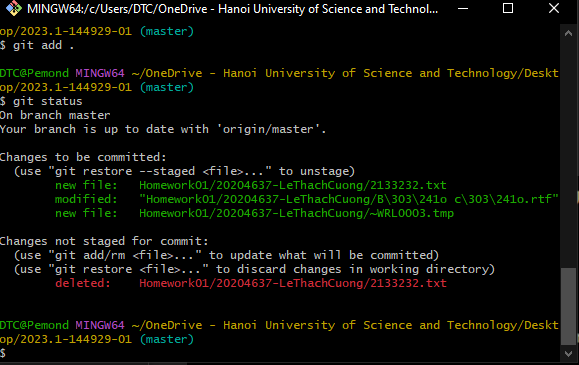 MINGW64:/c/Users/DTC/OneDrive - Hanoi University of Science and Technol...
op/2023.1-144929-01 (master)
$ git add .
DTC@Pemond MINGW64 ~/OneDrive - Hanoi University of Science and Technology/Deskt
op/2023.1-144929-01 (master)
$ git status
On branch master
Your branch is up to date with 'origin/master'.
Changes to be committed:
  (use "git restore --staged <file>..." to unstage)
        new file:   Homework01/20204637-LeThachCuong/2133232.txt
        modified:   "Homework01/20204637-LeThachCuong/B\303\241o c\303\241o.rtf"
        new file:   Homework01/20204637-LeThachCuong/~WRL0003.tmp
Changes not staged for commit:
  (use "git add/rm <file>..." to update what will be committed)
  (use "git restore <file>..." to discard changes in working directory)
        deleted:    Homework01/20204637-LeThachCuong/2133232.txt
DTC@Pemond MINGW64 ~/OneDrive - Hanoi University of Science and Technology/Deskt
op/2023.1-144929-01 (master)
$